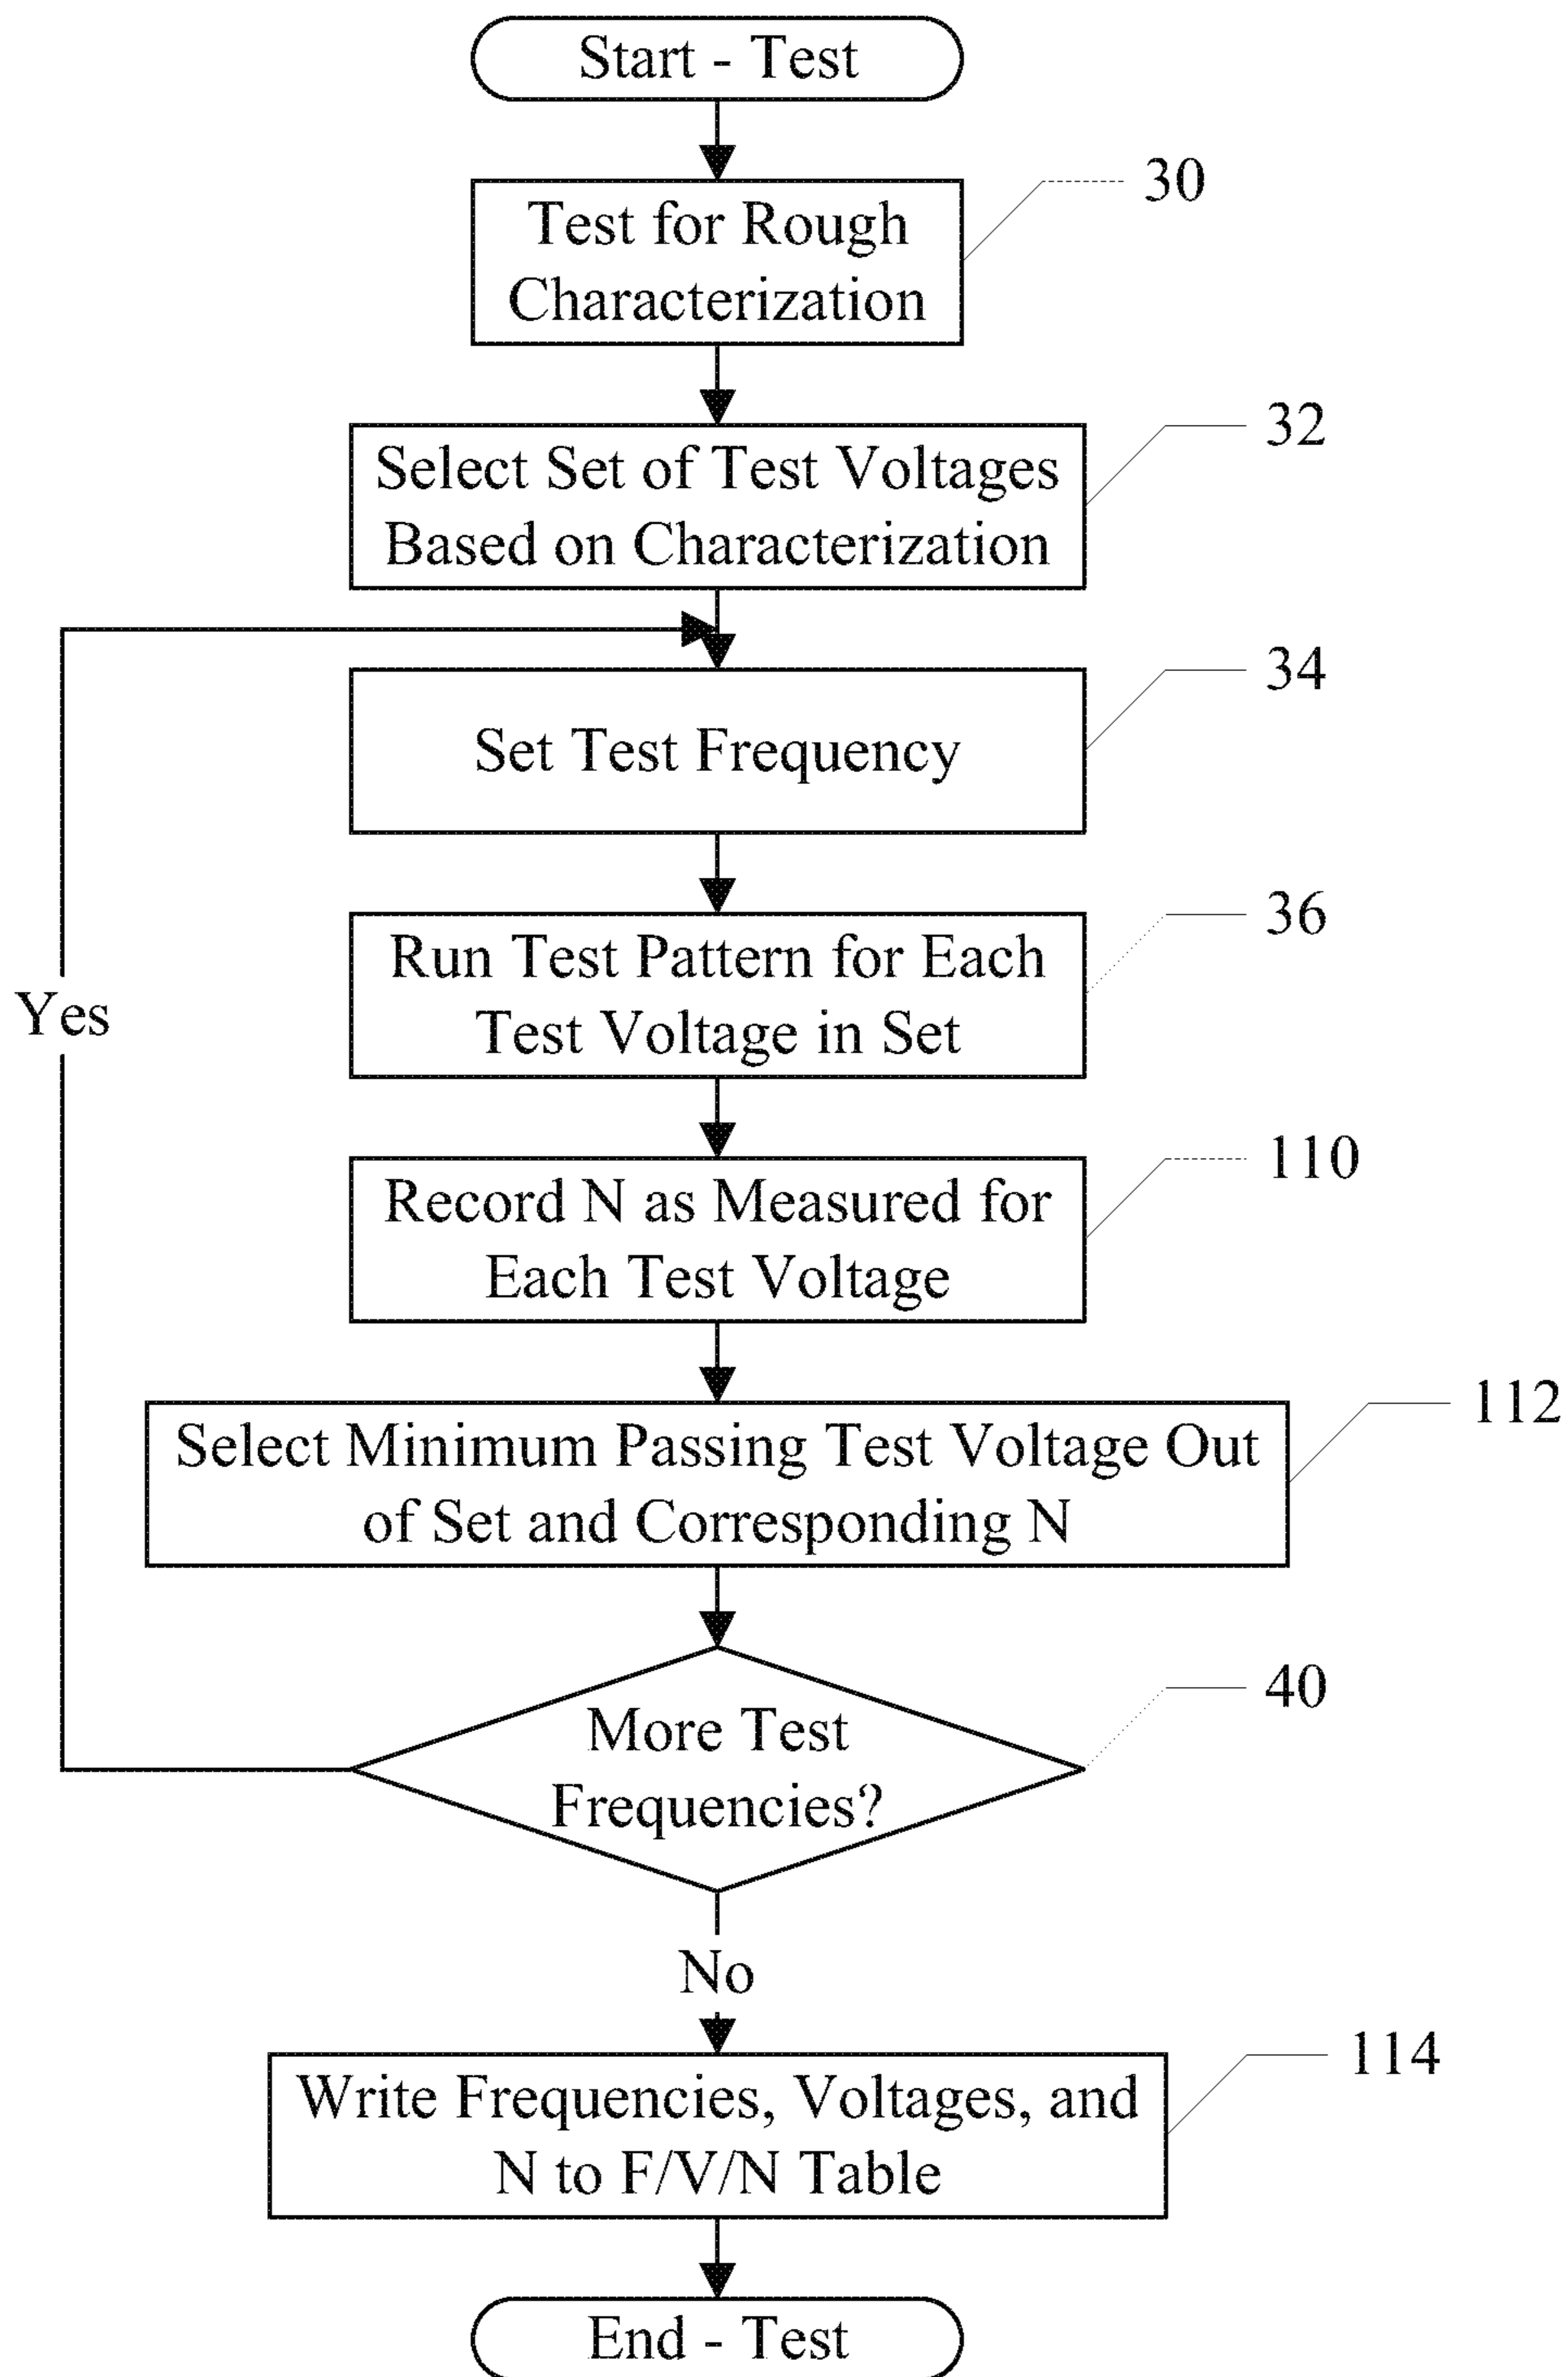 Start - Test
Test for Rough
Characterization
30
Select Set of Test Voltages
Based on Characterization
32
Set Test Frequency
34
Run Test Pattern for Each
Test Voltage in Set
36
Yes
Record N as Measured for
Each Test Voltage
110
Select Minimum Passing Test Voltage Out
of Set and Corresponding N
112
More Test
Frequencies?
40
No
Write Frequencies, Voltages, and
N to F/V/N Table
114
End - Test